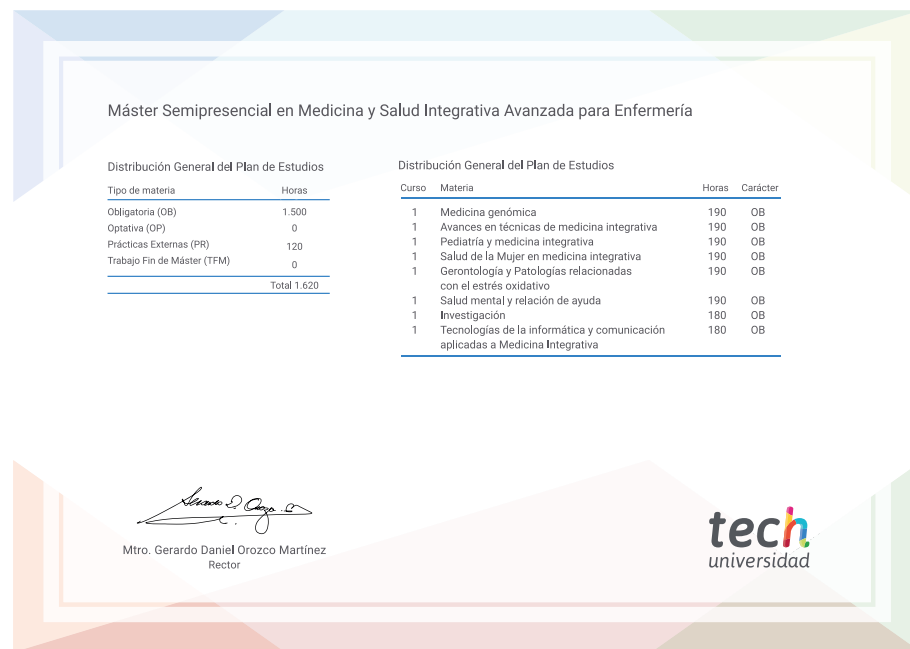 Máster Semipresencial en Medicina y Salud Integrativa Avanzada para Enfermería
Distribución General del Plan de Estudios
Tipo de materia Horas
Obligatoria (OB) 1.500
Optativa (OP) 0
Prácticas Externas (PR) 120
Trabajo Fin de Máster (TFM) 0
Total 1.620
Distribución General del Plan de Estudios
Curso Materia Horas Carácter
1 Medicina genómica 190 OB
1 Avances en técnicas de medicina integrativa 190 OB
1 Pediatría y medicina integrativa 190 OB
1 Salud de la Mujer en medicina integrativa 190 OB
1 Gerontología y Patologías relacionadas 190 OB
con el estrés oxidativo
1 Salud mental y relación de ayuda 190 OB
1 Investigación 180 OB
1 Tecnologías de la informática y comunicación 180 OB
aplicadas a Medicina Integrativa
Mtro. Gerardo Daniel Orozco Martínez
Rector
tech
universidad